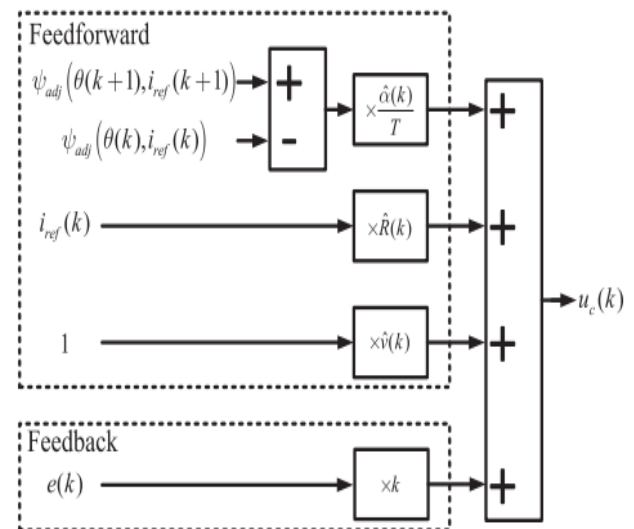 Feedforward
ψ_adj(θ(k+1),i_ref(k+1)) +
ψ_adj(θ(k),i_ref(k)) -
×α̂(k)/T +
i_ref(k) ×R̂(k) +
u_c(k)
1 ×v̂(k) +
Feedback
e(k) ×k +